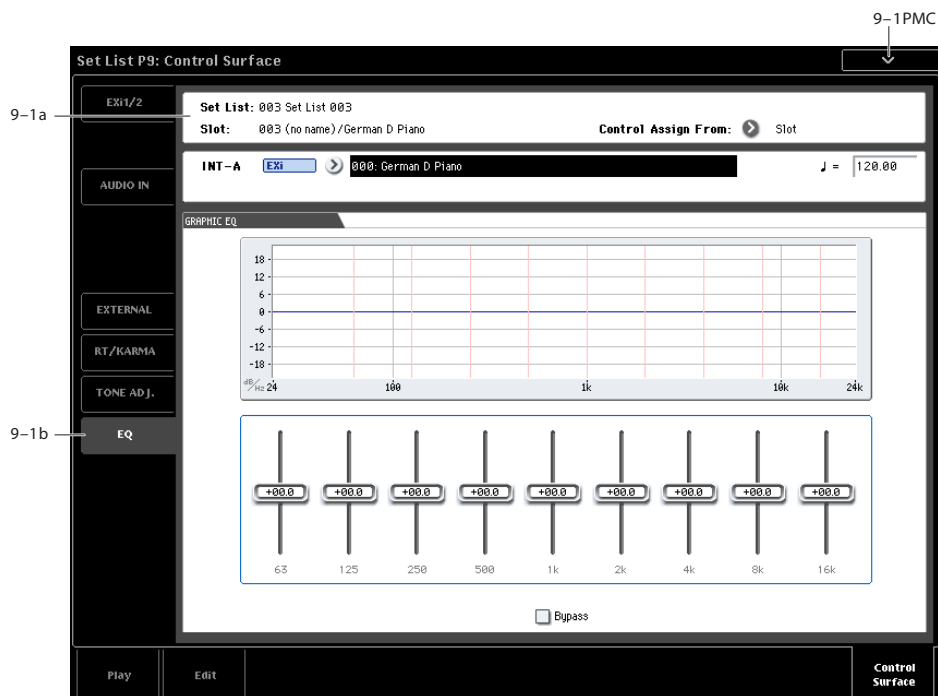 9–1PMC
Set List P9: Control Surface
9–1a
EXi1/2
Set List: 003 Set List 003
Slot: 003 (no name)/German D Piano Control Assign From: Slot
INT-A EXi 000: German D Piano ♩ = 120.00
AUDIO IN
GRAPHIC EQ
18
12
6
0
-6
-12
-18
dB/Hz 24 100 1k 10k 24k
EXTERNAL
RT/KARMA
TONE ADJ.
9–1b
EQ
+00.0 +00.0 +00.0 +00.0 +00.0 +00.0 +00.0 +00.0 +00.0
63 125 250 500 1k 2k 4k 8k 16k
Bypass
Play Edit Control
Surface